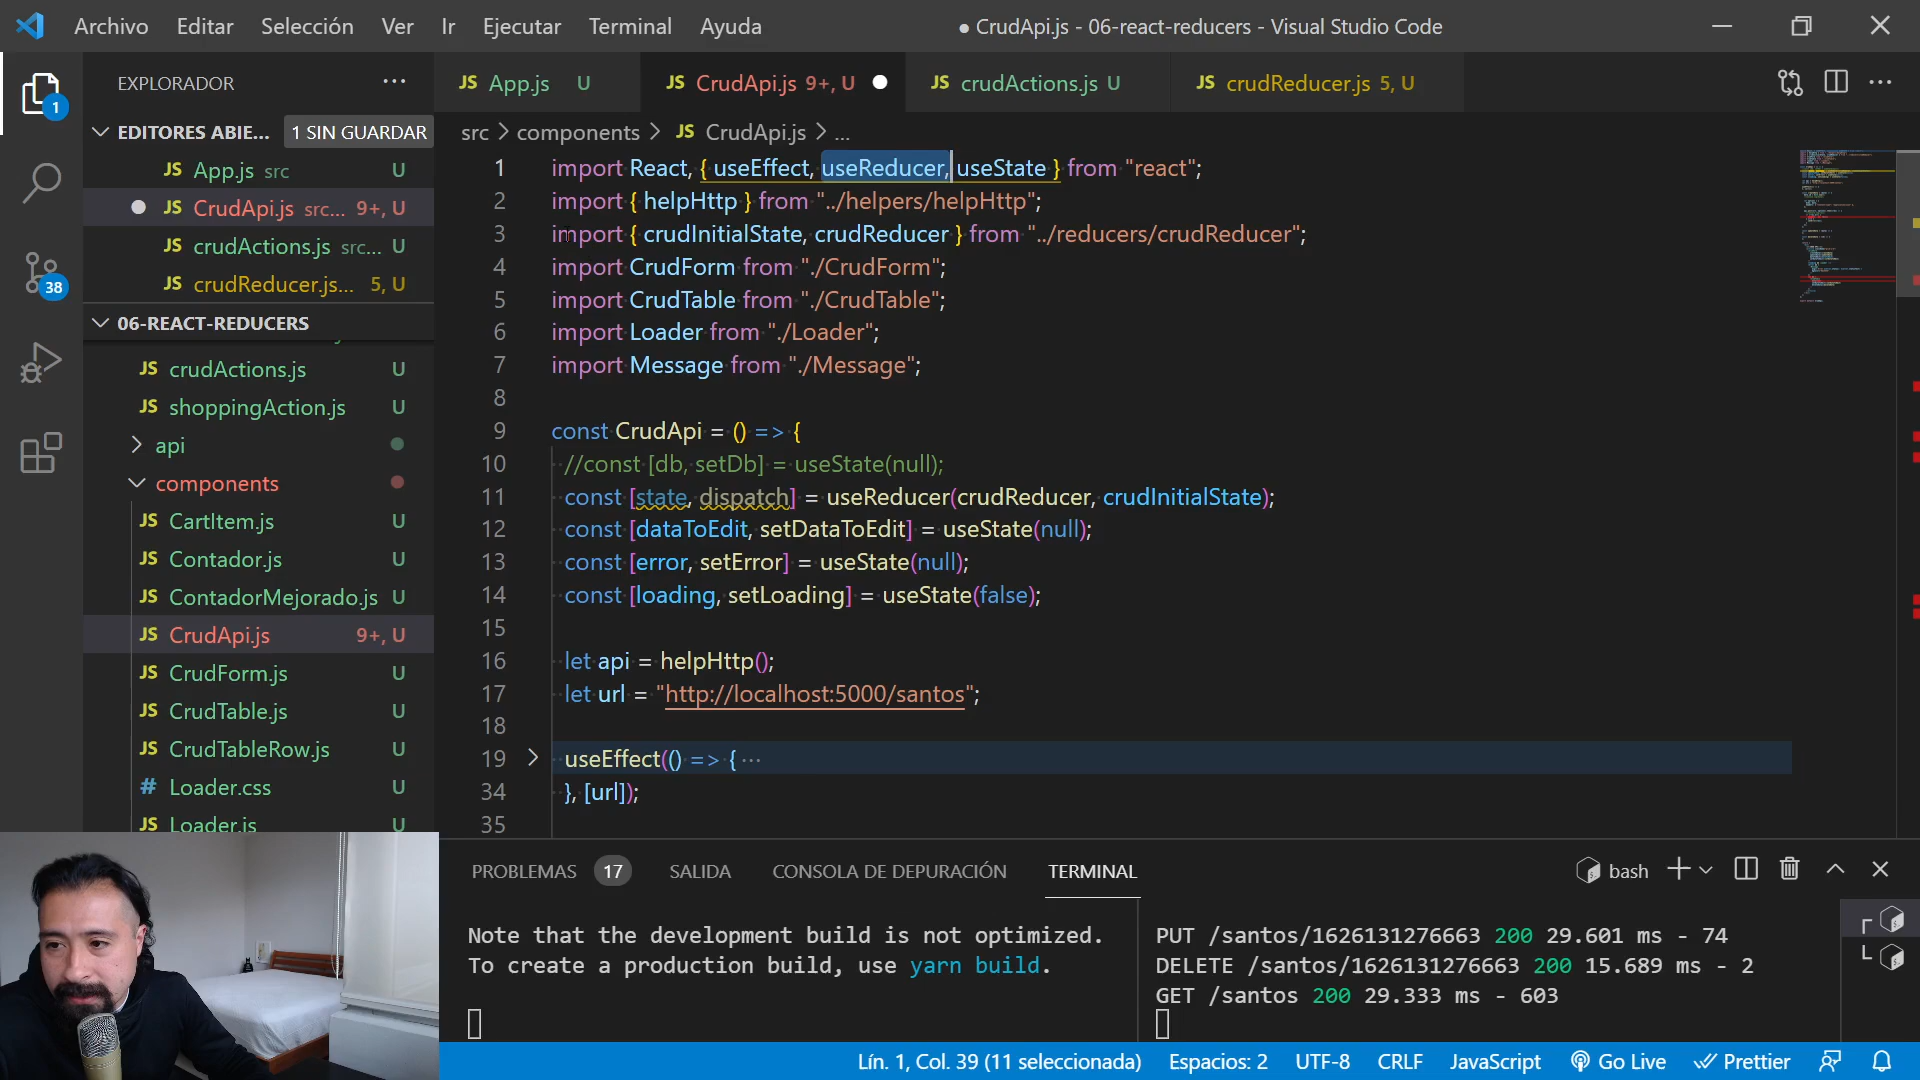 Archivo Editar Selección Ver Ir Ejecutar Terminal Ayuda
● CrudApi.js - 06-react-reducers - Visual Studio Code
EXPLORADOR ···
EDITORES ABIE... 1 SIN GUARDAR
JS App.js src U
JS CrudApi.js src... 9+, U
JS crudActions.js src... U
JS crudReducer.js... 5, U
06-REACT-REDUCERS
JS crudActions.js U
JS shoppingAction.js U
api
components
JS CartItem.js U
JS Contador.js U
JS ContadorMejorado.js U
JS CrudApi.js 9+, U
JS CrudForm.js U
JS CrudTable.js U
JS CrudTableRow.js U
# Loader.css U
JS Loader.js U
1
38
JS App.js U
JS CrudApi.js 9+, U
JS crudActions.js U
JS crudReducer.js 5, U
src > components > JS CrudApi.js > ...
1 import React, { useEffect, useReducer, useState } from "react";
2 import { helpHttp } from "../helpers/helpHttp";
3 import { crudInitialState, crudReducer } from "../reducers/crudReducer";
4 import CrudForm from "./CrudForm";
5 import CrudTable from "./CrudTable";
6 import Loader from "./Loader";
7 import Message from "./Message";
8
9 const CrudApi = () => {
10 //const [db, setDb] = useState(null);
11 const [state, dispatch] = useReducer(crudReducer, crudInitialState);
12 const [dataToEdit, setDataToEdit] = useState(null);
13 const [error, setError] = useState(null);
14 const [loading, setLoading] = useState(false);
15
16 let api = helpHttp();
17 let url = "http://localhost:5000/santos";
18
19 useEffect(() => { ···
34 }, [url]);
35
PROBLEMAS 17 SALIDA CONSOLA DE DEPURACIÓN TERMINAL
bash
Note that the development build is not optimized.
To create a production build, use yarn build.
PUT /santos/1626131276663 200 29.601 ms - 74
DELETE /santos/1626131276663 200 15.689 ms - 2
GET /santos 200 29.333 ms - 603
Lín. 1, Col. 39 (11 seleccionada) Espacios: 2 UTF-8 CRLF JavaScript Go Live Prettier